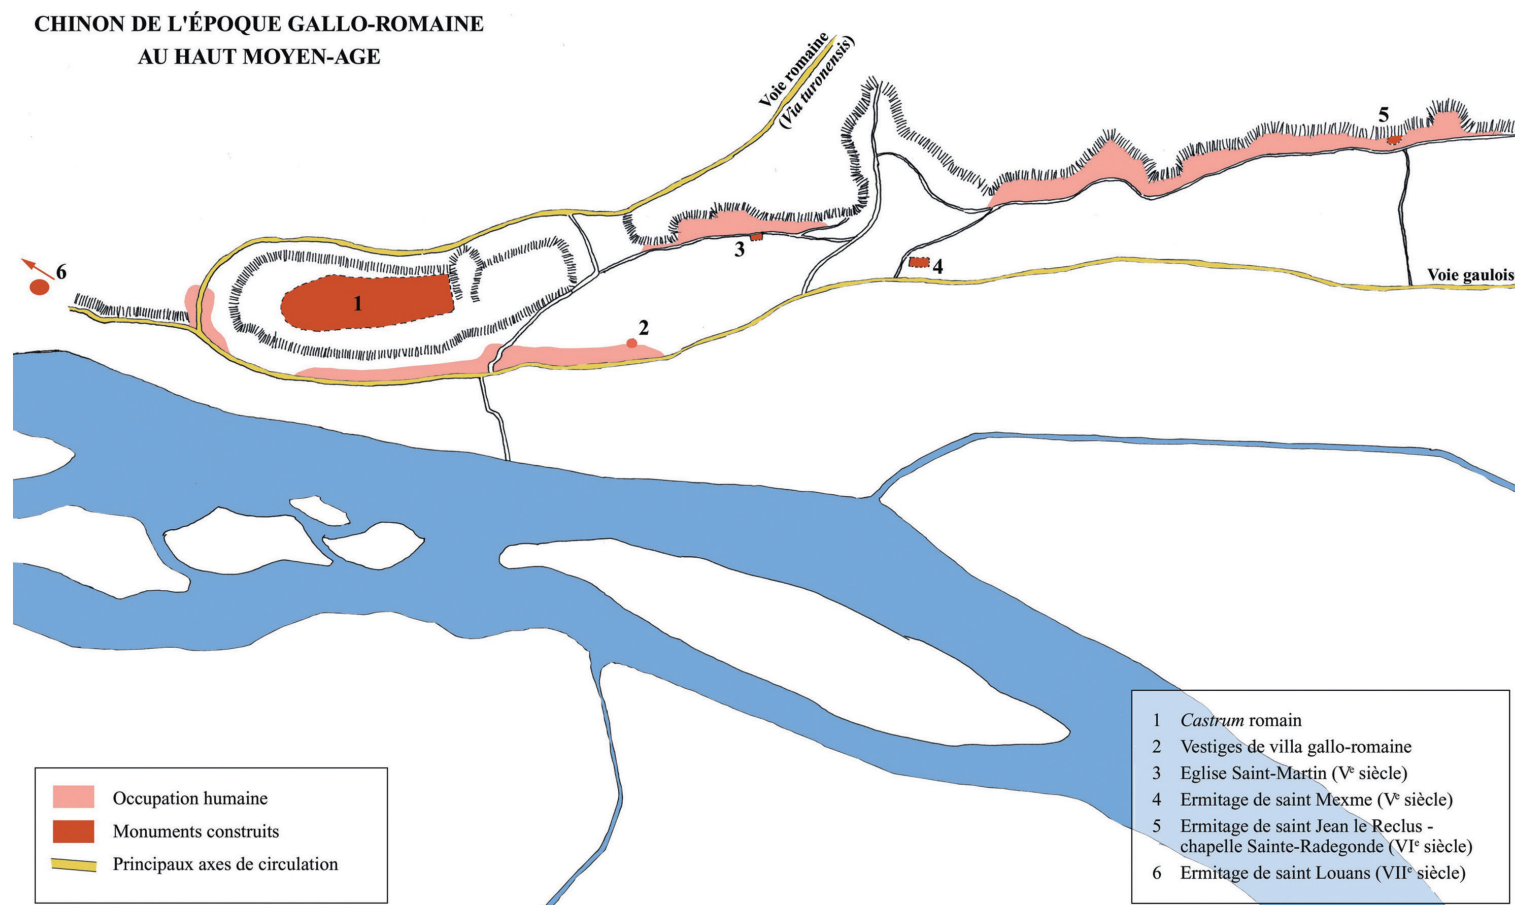 CHINON DE L'ÉPOQUE GALLO-ROMAINE
AU HAUT MOYEN-AGE
Voie romaine
(Via turonensis)
5
6
3
4
1
2
Voie gaulois
Occupation humaine
Monuments construits
Principaux axes de circulation
1 Castrum romain
2 Vestiges de villa gallo-romaine
3 Eglise Saint-Martin (Ve siècle)
4 Ermitage de saint Mexme (Ve siècle)
5 Ermitage de saint Jean le Reclus -
chapelle Sainte-Radegonde (VIe siècle)
6 Ermitage de saint Louans (VIIe siècle)